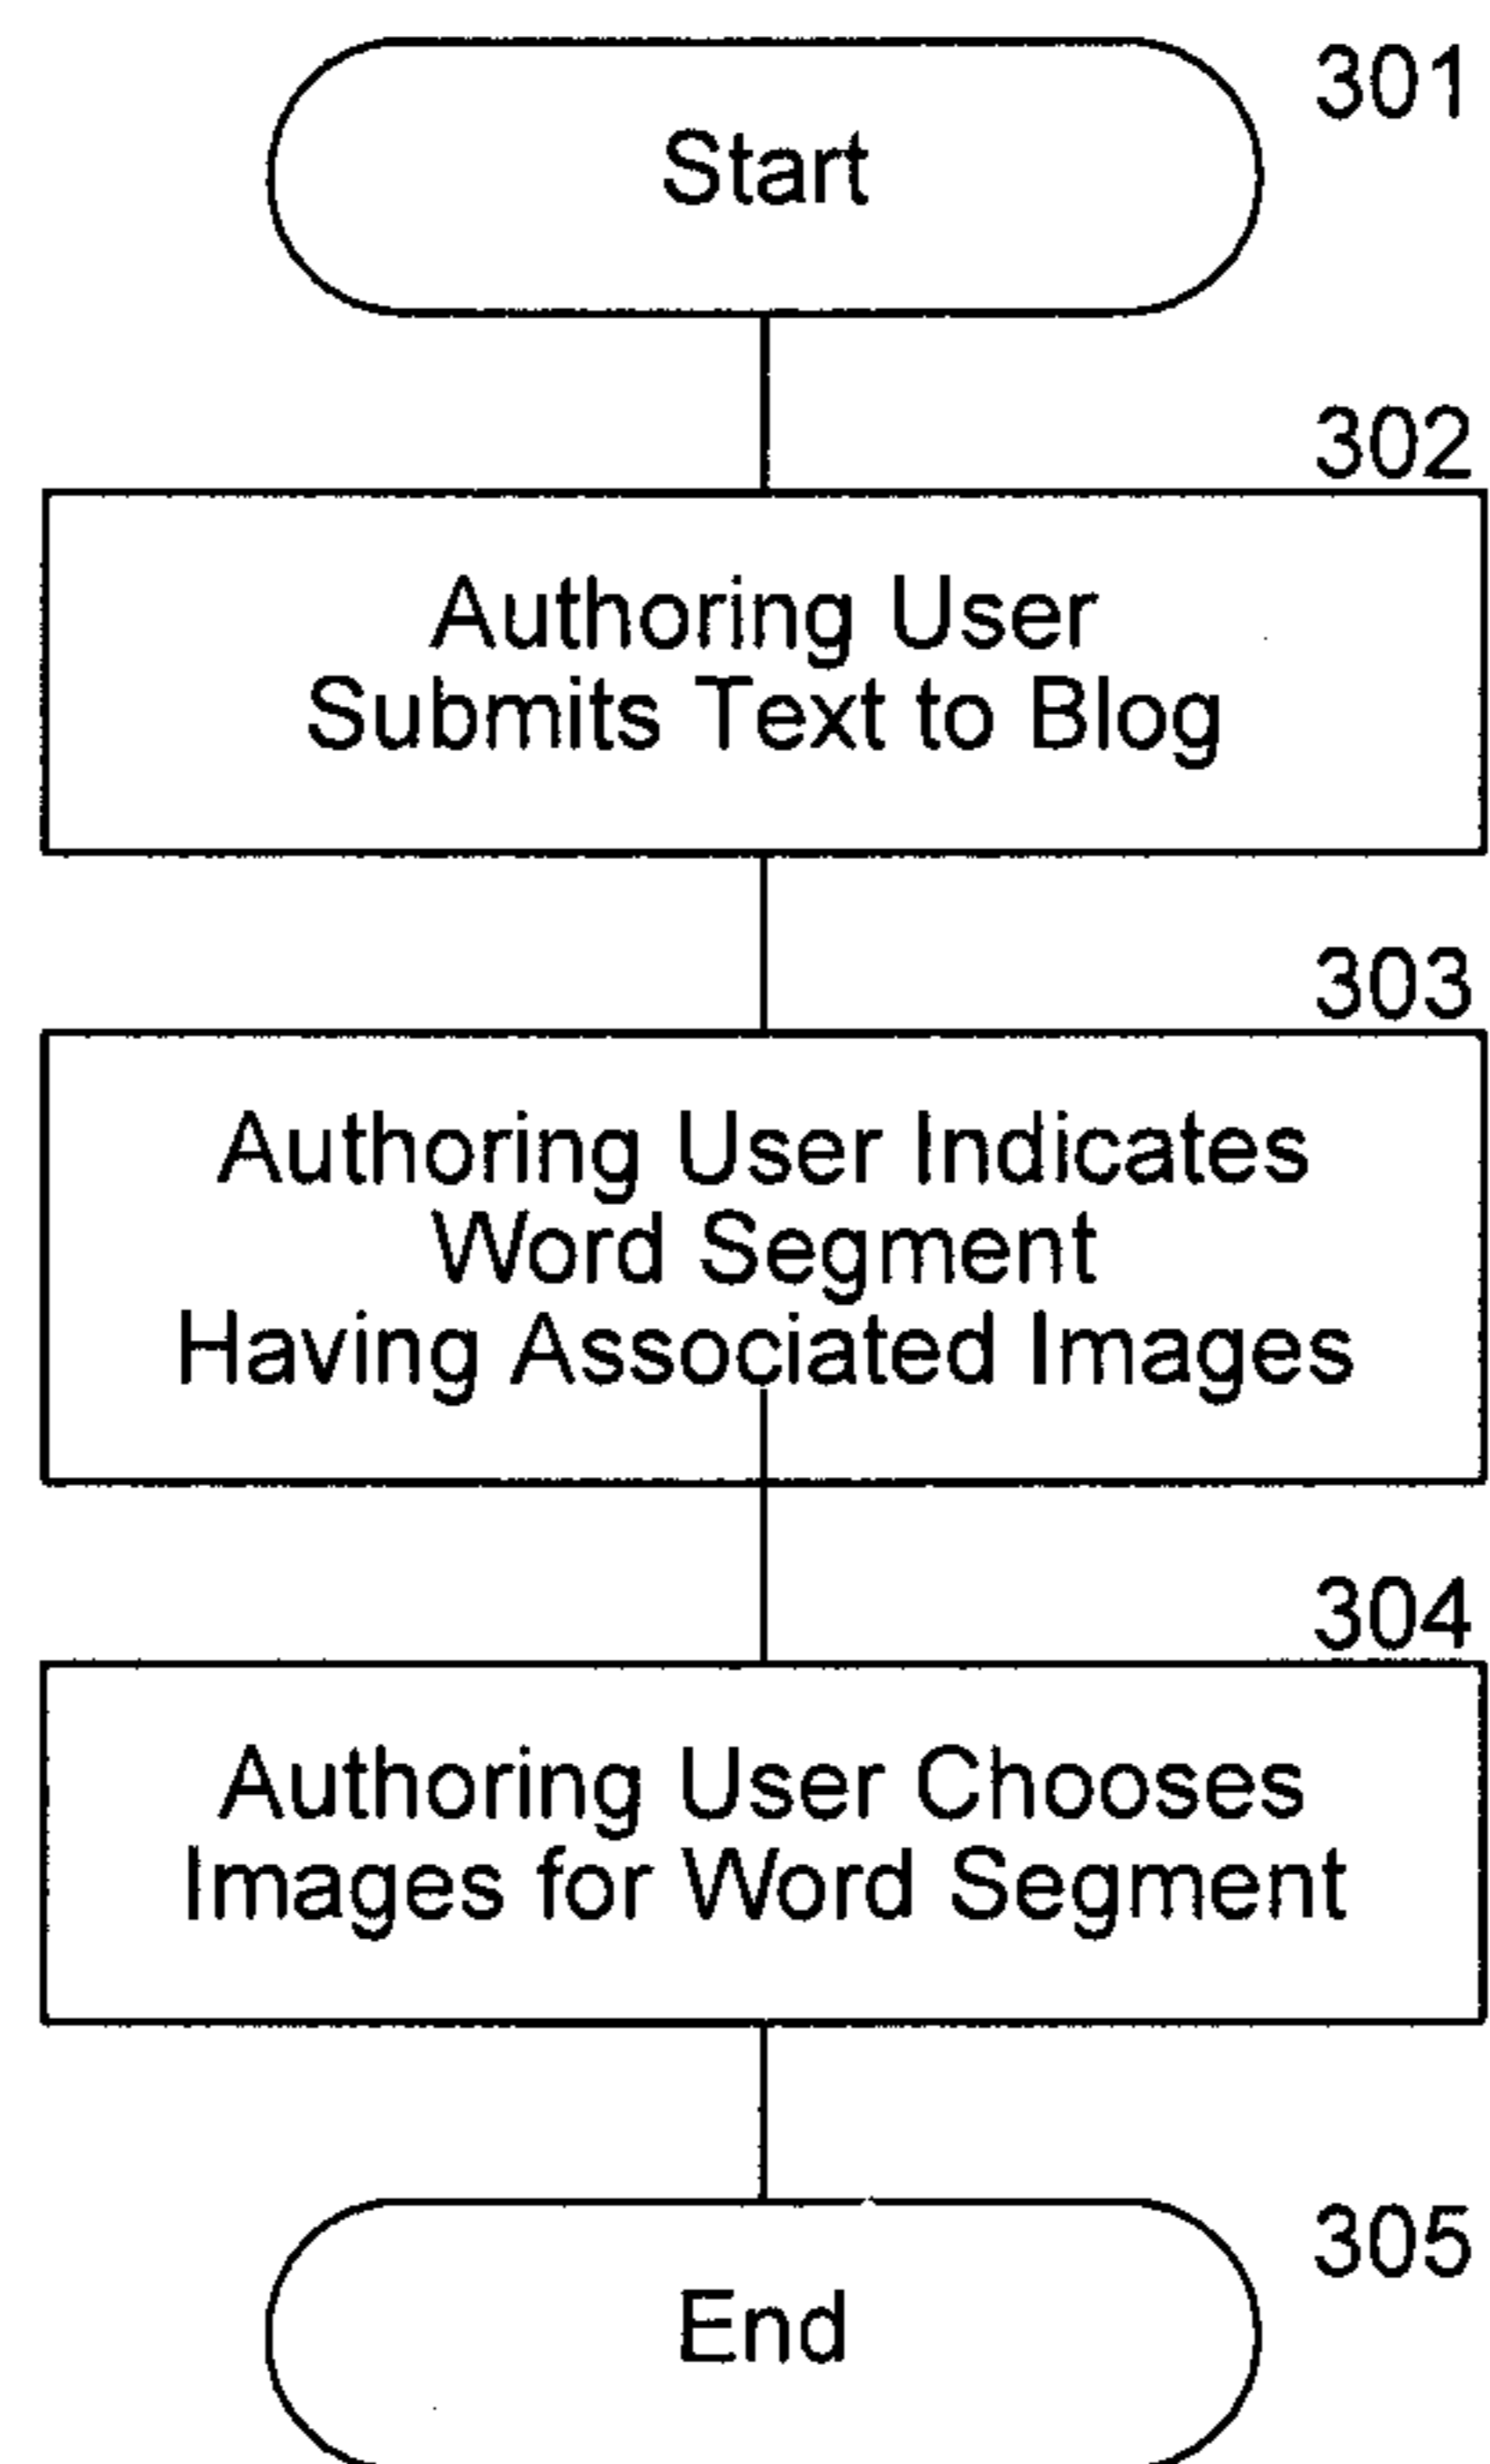 301
Start
302
Authoring User
Submits Text to Blog
303
Authoring User Indicates
Word Segment
Having Associated Images
304
Authoring User Chooses
Images for Word Segment
305
End